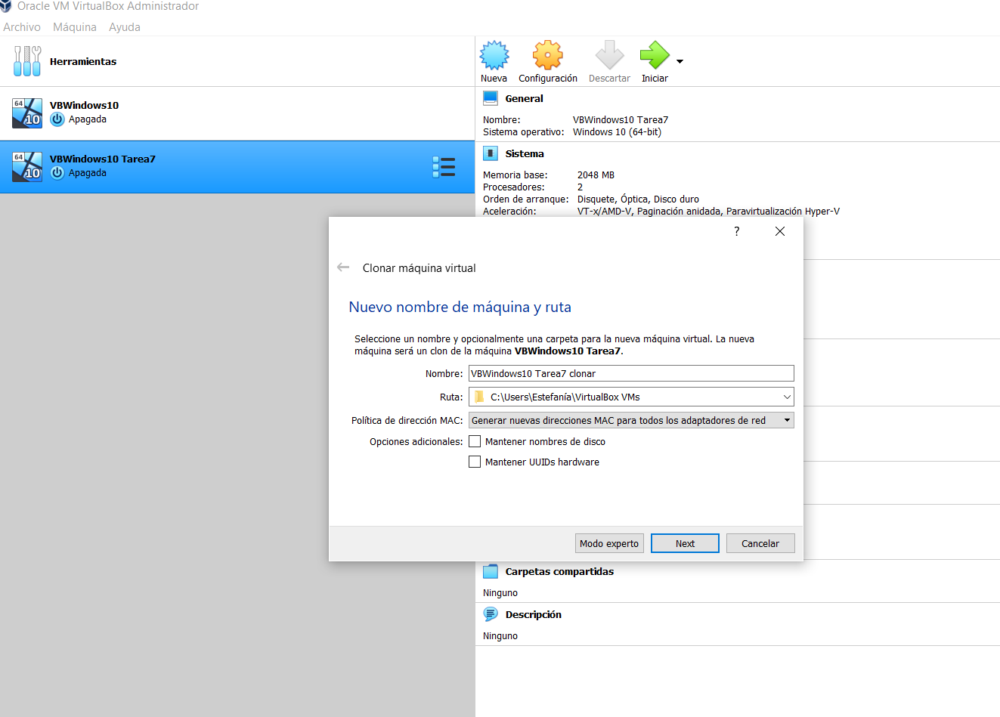 Oracle VM VirtualBox Administrador
Archivo Máquina Ayuda
Herramientas
64
10
VBWindows10
Apagada
64
10
VBWindows10 Tarea7
Apagada
Nueva Configuración Descartar Iniciar
General
Nombre: VBWindows10 Tarea7
Sistema operativo: Windows 10 (64-bit)
Sistema
Memoria base: 2048 MB
Procesadores: 2
Orden de arranque: Disquete, Óptica, Disco duro
Aceleración: VT-x/AMD-V, Paginación anidada, Paravirtualización Hyper-V
?
Clonar máquina virtual
Nuevo nombre de máquina y ruta
Seleccione un nombre y opcionalmente una carpeta para la nueva máquina virtual. La nueva
máquina será un clon de la máquina VBWindows10 Tarea7.
Nombre: VBWindows10 Tarea7 clonar
Ruta: C:\Users\Estefanía\VirtualBox VMs
Política de dirección MAC: Generar nuevas direcciones MAC para todos los adaptadores de red
Opciones adicionales: Mantener nombres de disco
Mantener UUIDs hardware
Modo experto Next Cancelar
Carpetas compartidas
Ninguno
Descripción
Ninguno